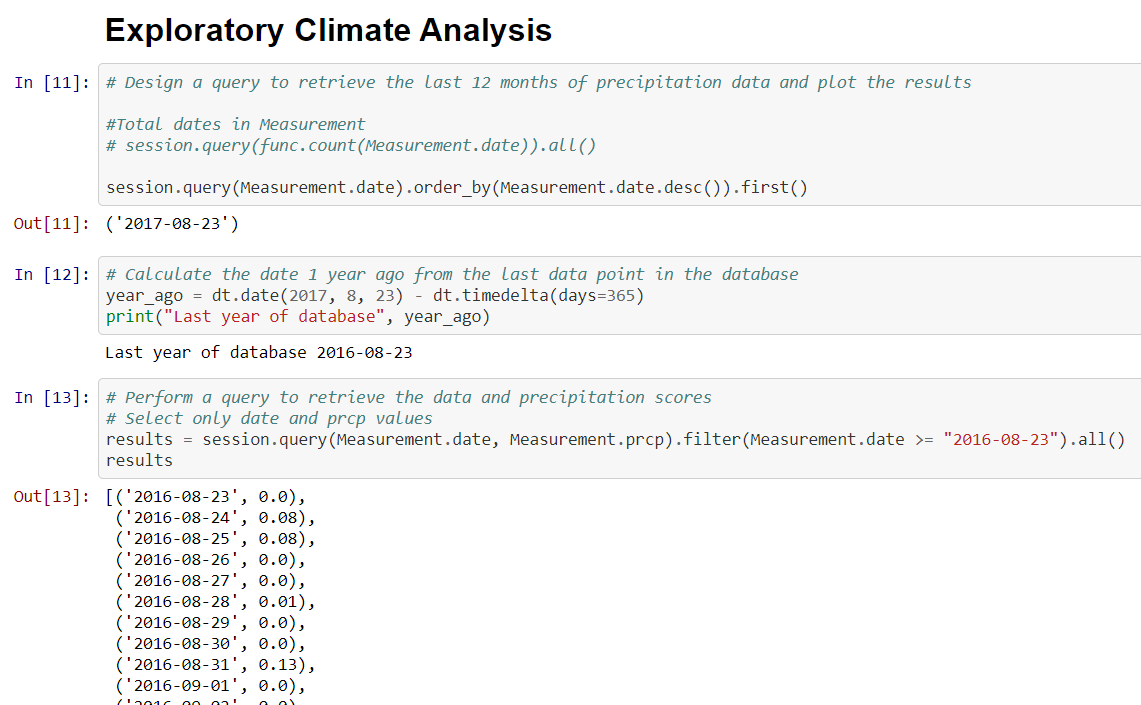 Exploratory Climate Analysis
In [11]: # Design a query to retrieve the last 12 months of precipitation data and plot the results
#Total dates in Measurement
# session.query(func.count(Measurement.date)).all()
session.query(Measurement.date).order_by(Measurement.date.desc()).first()
Out[11]: ('2017-08-23')
In [12]: # Calculate the date 1 year ago from the last data point in the database
year_ago = dt.date(2017, 8, 23) - dt.timedelta(days=365)
print("Last year of database", year_ago)
Last year of database 2016-08-23
In [13]: # Perform a query to retrieve the data and precipitation scores
# Select only date and prcp values
results = session.query(Measurement.date, Measurement.prcp).filter(Measurement.date >= "2016-08-23").all()
results
Out[13]: [('2016-08-23', 0.0),
('2016-08-24', 0.08),
('2016-08-25', 0.08),
('2016-08-26', 0.0),
('2016-08-27', 0.0),
('2016-08-28', 0.01),
('2016-08-29', 0.0),
('2016-08-30', 0.0),
('2016-08-31', 0.13),
('2016-09-01', 0.0),